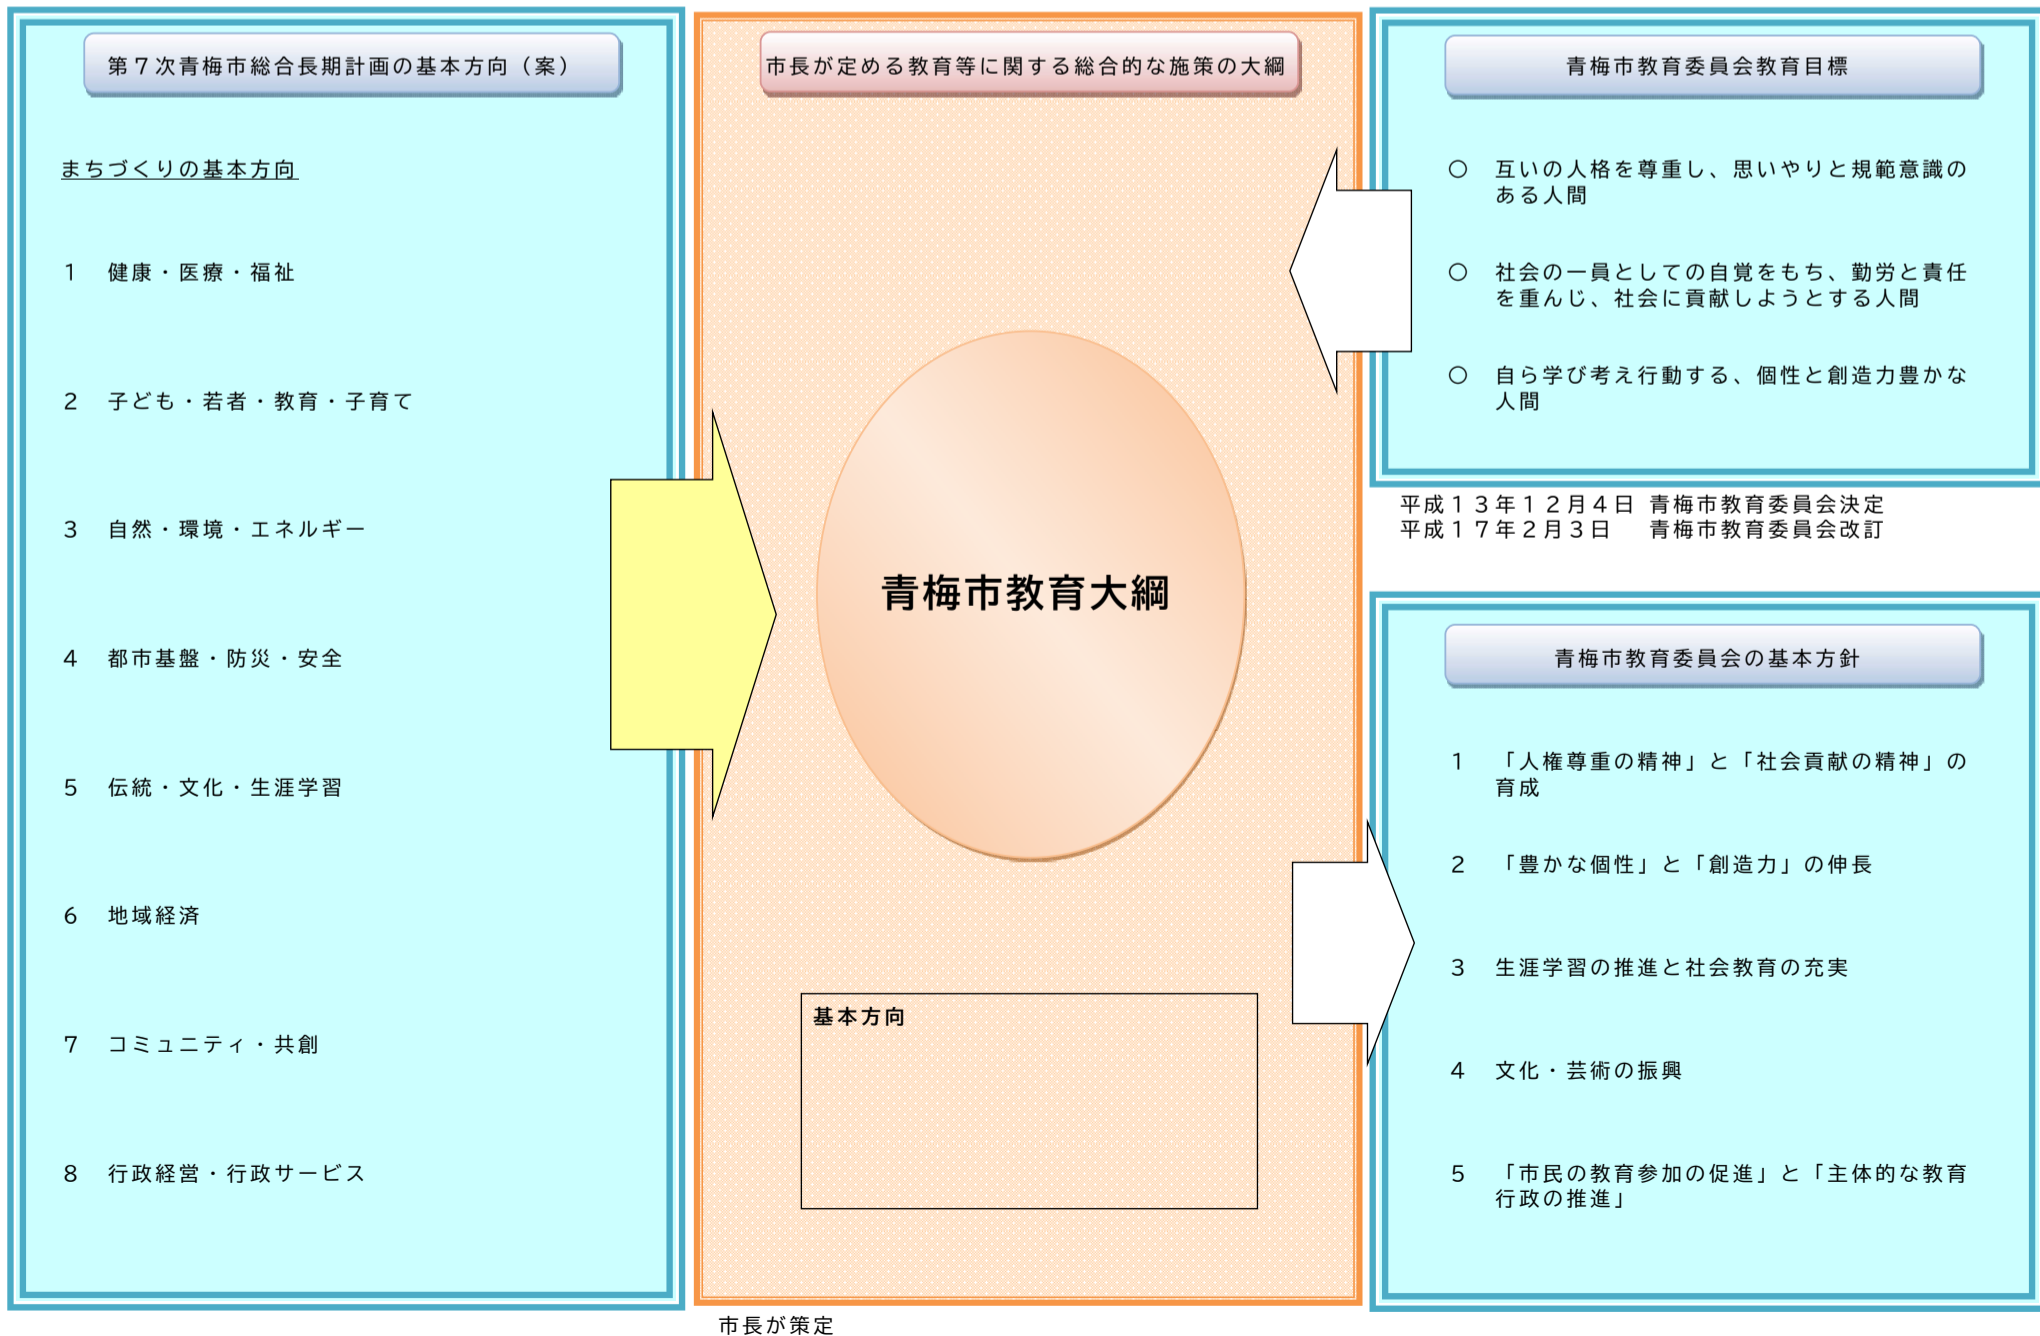 第７次青梅市総合長期計画の基本方向（案）
まちづくりの基本方向
１　健康・医療・福祉
２　子ども・若者・教育・子育て
３　自然・環境・エネルギー
４　都市基盤・防災・安全
５　伝統・文化・生涯学習
６　地域経済
７　コミュニティ・共創
８　行政経営・行政サービス
市長が定める教育等に関する総合的な施策の大綱
青梅市教育大綱
基本方向
市長が策定
青梅市教育委員会教育目標
○　互いの人格を尊重し、思いやりと規範意識の
ある人間
○　社会の一員としての自覚をもち、勤労と責任
を重んじ、社会に貢献しようとする人間
○　自ら学び考え行動する、個性と創造力豊かな
人間
平成１３年１２月４日 青梅市教育委員会決定
平成１７年２月３日　 青梅市教育委員会改訂
青梅市教育委員会の基本方針
１　「人権尊重の精神」と「社会貢献の精神」の
育成
２　「豊かな個性」と「創造力」の伸長
３　生涯学習の推進と社会教育の充実
４　文化・芸術の振興
５　「市民の教育参加の促進」と「主体的な教育
行政の推進」